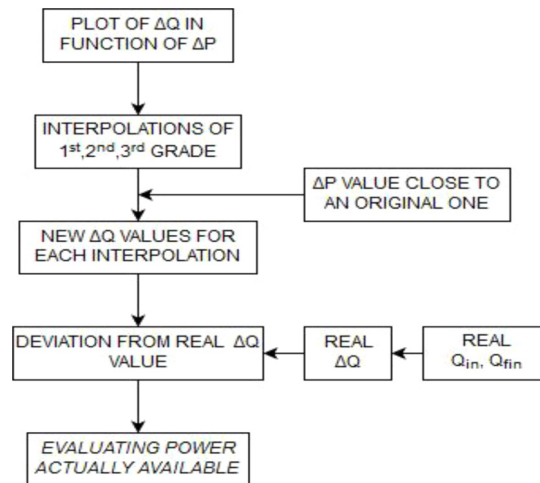 PLOT OF ΔQ IN
FUNCTION OF ΔP
INTERPOLATIONS OF
1st,2nd,3rd GRADE
ΔP VALUE CLOSE TO
AN ORIGINAL ONE
NEW ΔQ VALUES FOR
EACH INTERPOLATION
DEVIATION FROM REAL ΔQ
VALUE
REAL
ΔQ
REAL
Qin, Qfin
EVALUATING POWER
ACTUALLY AVAILABLE